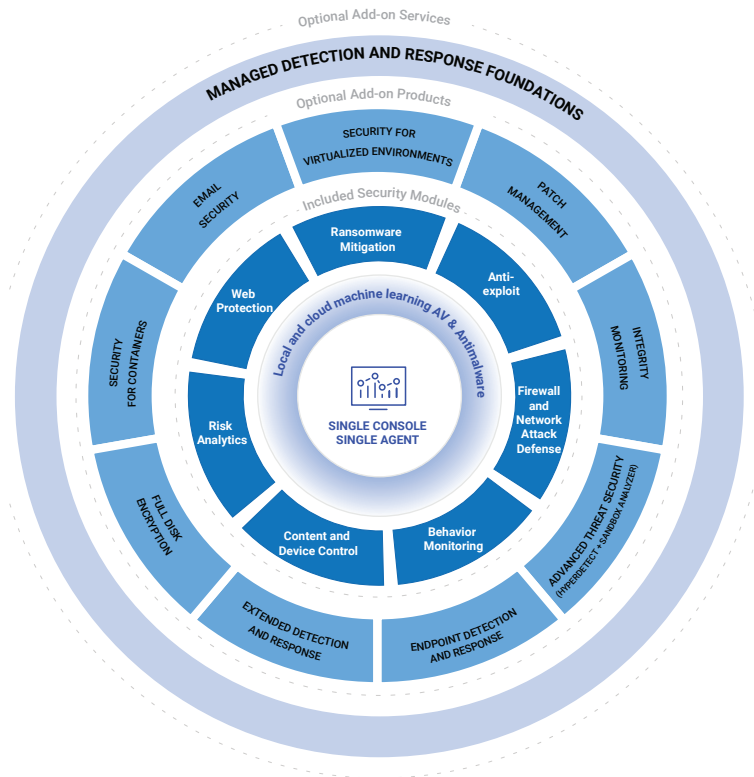 Optional Add-on Services
MANAGED DETECTION AND RESPONSE FOUNDATIONS
Optional Add-on Products
SECURITY FOR
VIRTUALIZED ENVIRONMENTS
PATCH
MANAGEMENT
INTEGRITY
MONITORING
ADVANCED THREAT SECURITY
(HYPERDETECT + SANDBOX ANALYZER)
ENDPOINT DETECTION
AND RESPONSE
EXTENDED DETECTION
AND RESPONSE
FULL DISK
ENCRYPTION
SECURITY
FOR CONTAINERS
EMAIL
SECURITY
Included Security Modules
Ransomware
Mitigation
Anti-
exploit
Firewall
and
Network
Attack
Defense
Behavior
Monitoring
Content and
Device Control
Risk
Analytics
Web
Protection
Local and cloud machine learning AV & Antimalware
SINGLE CONSOLE
SINGLE AGENT